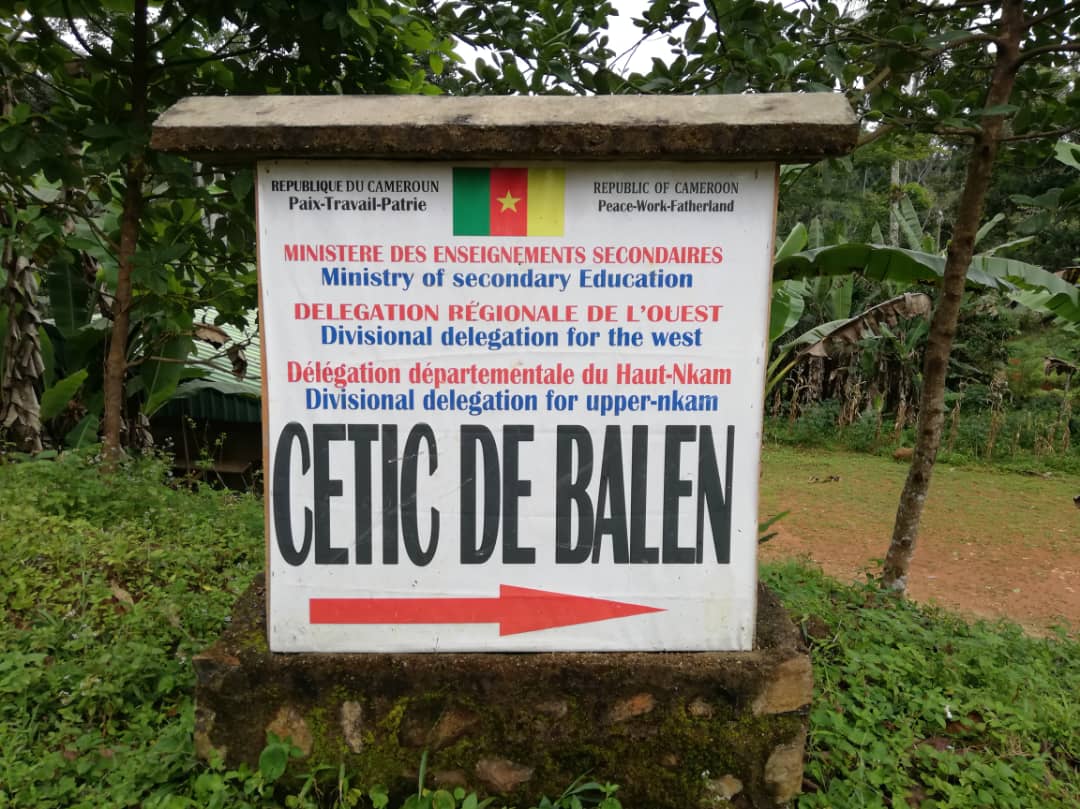 REPUBLIQUE DU CAMEROUN
Paix-Travail-Patrie
REPUBLIC OF CAMEROON
Peace-Work-Fatherland
MINISTERE DES ENSEIGNEMENTS SECONDAIRES
Ministry of secondary Education
DELEGATION RÉGIONALE DE L'OUEST
Divisional delegation for the west
Délégation départementale du Haut-Nkam
Divisional delegation for upper-nkam
CETIC DE BALEN